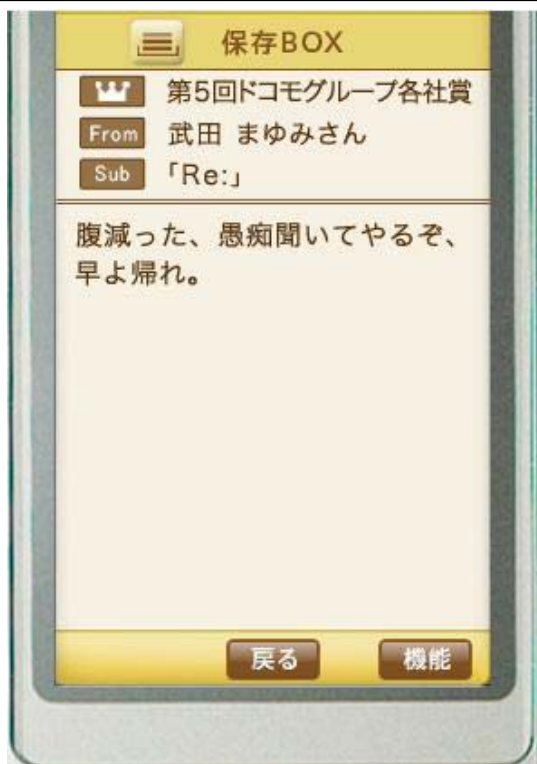 保存BOX
第5回ドコモグループ各社賞
From 武田 まゆみさん
Sub 「Re:」
腹減った、愚痴聞いてやるぞ、
早よ帰れ。
戻る 機能